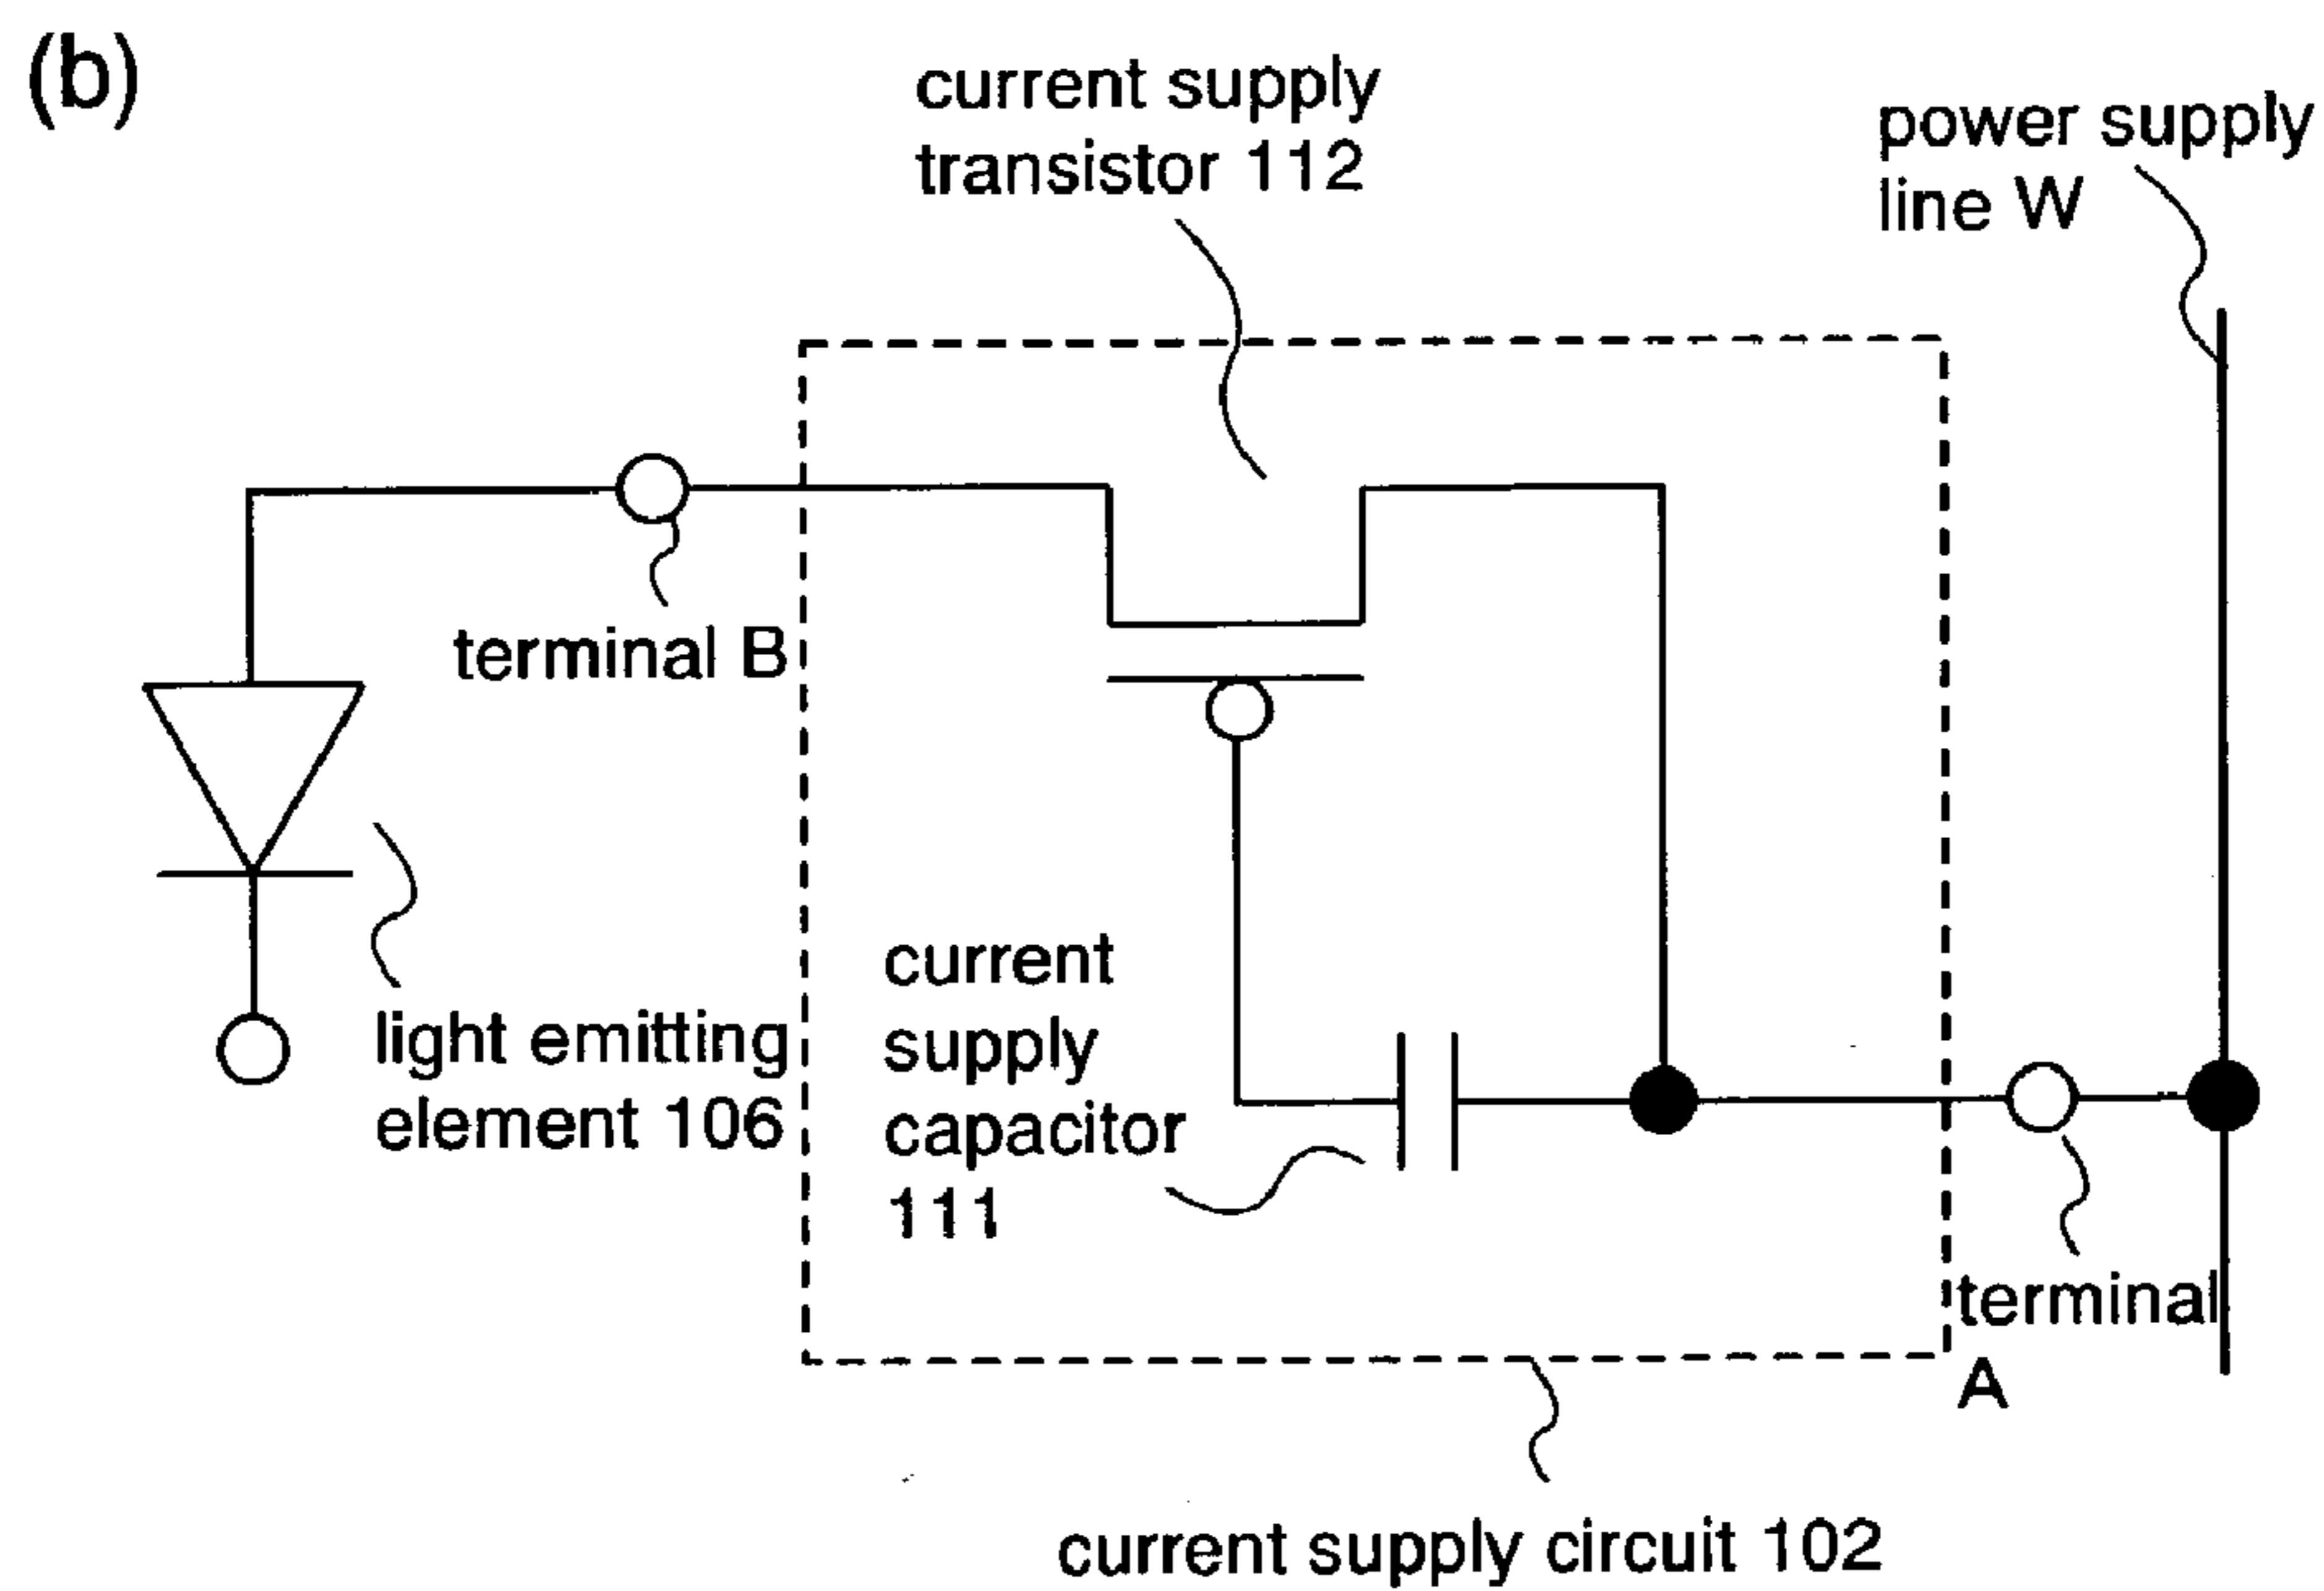 (b)
current supply
transistor 112
power supply
line W
terminal B
light emitting
element 106
current
supply
capacitor
111
terminal
A
current supply circuit 102